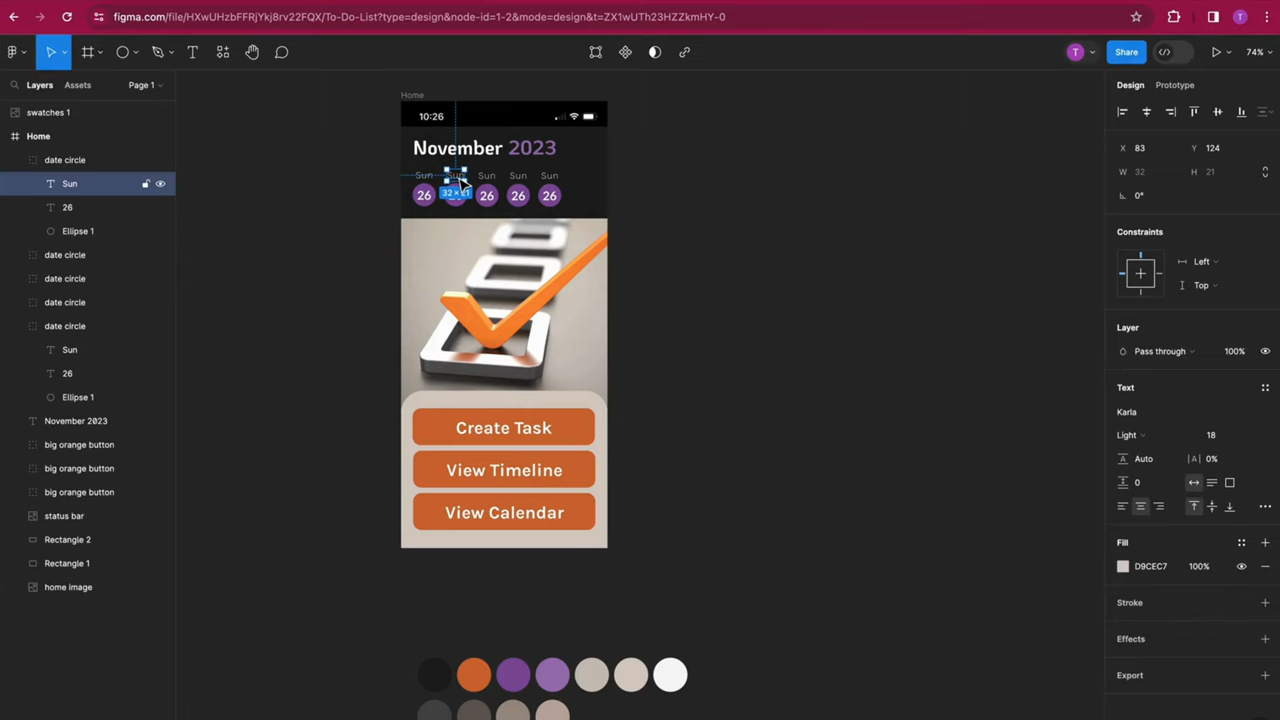 figma.com/file/HXwUHzbFFRjYkj8rv22FQX/To-Do-List?type=design&node-id=1-2&mode=design&t=ZX1wUTh23HZZkmHY-0
T
T
Share
74%
Layers
Assets
Page 1
swatches 1
Home
date circle
Sun
26
Ellipse 1
date circle
date circle
date circle
date circle
Sun
26
Ellipse 1
November 2023
big orange button
big orange button
big orange button
status bar
Rectangle 2
Rectangle 1
home image
Home
10:26
November 2023
Sun Sun Sun Sun Sun
26 26 26 26
32 × 21
Create Task
View Timeline
View Calendar
Design
Prototype
X 83 Y 124
W 32 H 21
0°
Constraints
Left
Top
Layer
Pass through 100%
Text
Karla
Light 18
A Auto |A| 0%
0
Fill
D9CEC7 100%
Stroke
Effects
Export